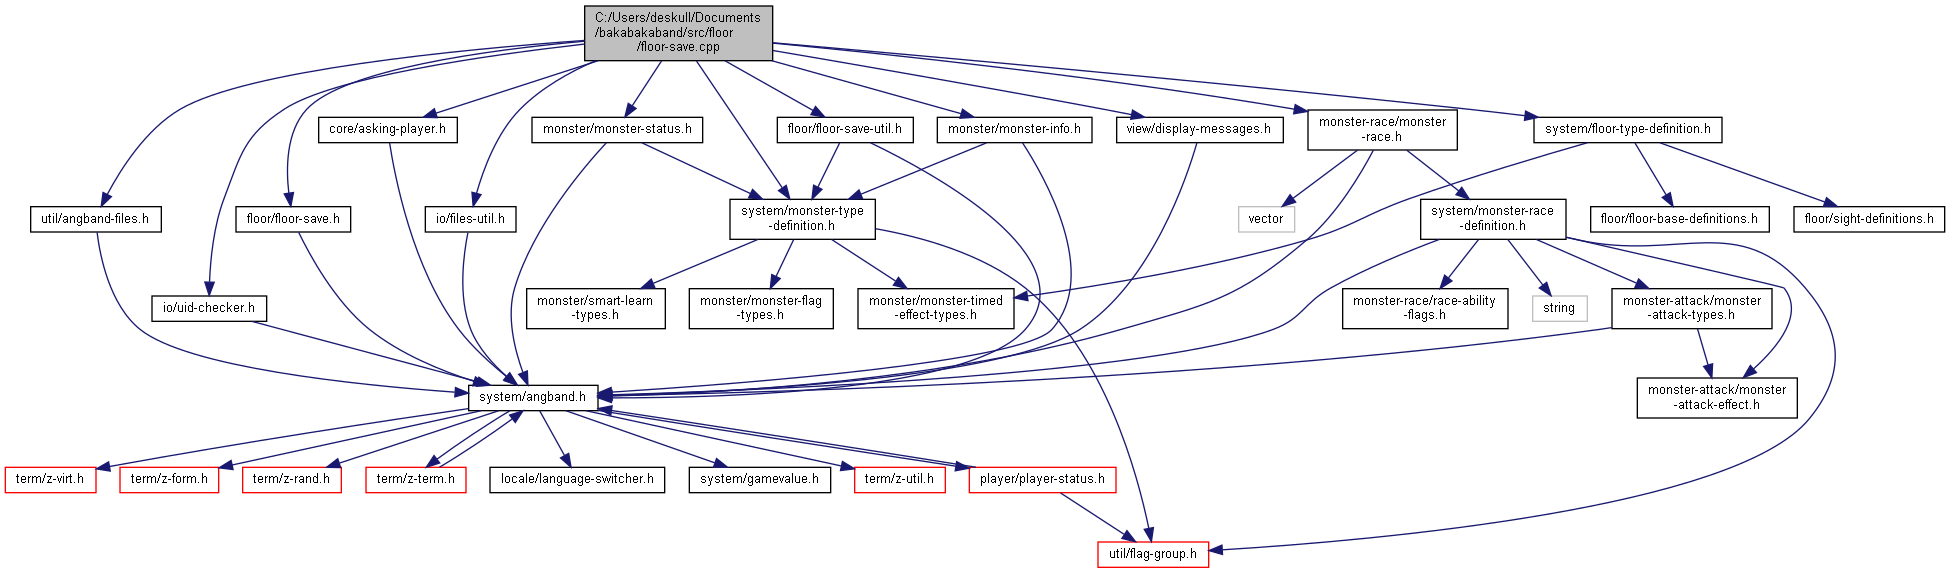 C:/Users/deskull/Documents
/bakabakaband/src/floor
/floor-save.cpp
core/asking-player.h
monster/monster-status.h
floor/floor-save-util.h
monster/monster-info.h
view/display-messages.h
monster-race/monster
-race.h
system/floor-type-definition.h
util/angband-files.h
floor/floor-save.h
io/files-util.h
system/monster-type
-definition.h
vector
system/monster-race
-definition.h
floor/floor-base-definitions.h
floor/sight-definitions.h
io/uid-checker.h
monster/smart-learn
-types.h
monster/monster-flag
-types.h
monster/monster-timed
-effect-types.h
monster-race/race-ability
-flags.h
string
monster-attack/monster
-attack-types.h
system/angband.h
monster-attack/monster
-attack-effect.h
term/z-virt.h
term/z-form.h
term/z-rand.h
term/z-term.h
locale/language-switcher.h
system/gamevalue.h
term/z-util.h
player/player-status.h
util/flag-group.h